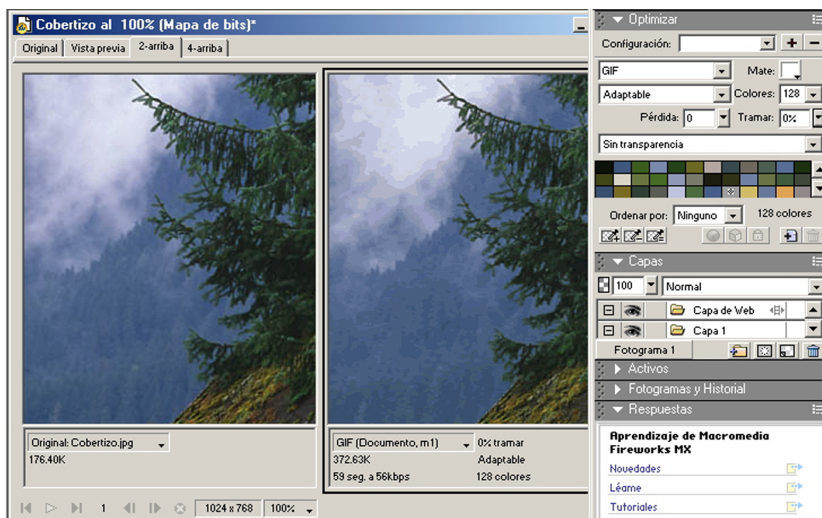 Cobertizo al 100% (Mapa de bits)*
Original Vista previa 2-arriba 4-arriba
Original: Cobertizo.jpg
176.40K
GIF (Documento, m1)
372.63K
59 seg. a 56kbps
0% tramar
Adaptable
128 colores
1 1024 x 768 100%
Optimizar
Configuración:
GIF Mate:
Adaptable Colores: 128
Pérdida: 0 Tramar: 0%
Sin transparencia
Ordenar por: Ninguno 128 colores
Capas
100 Normal
Capa de Web
Capa 1
Fotograma 1
Activos
Fotogramas y Historial
Respuestas
Aprendizaje de Macromedia
Fireworks MX
Novedades
Léame
Tutoriales